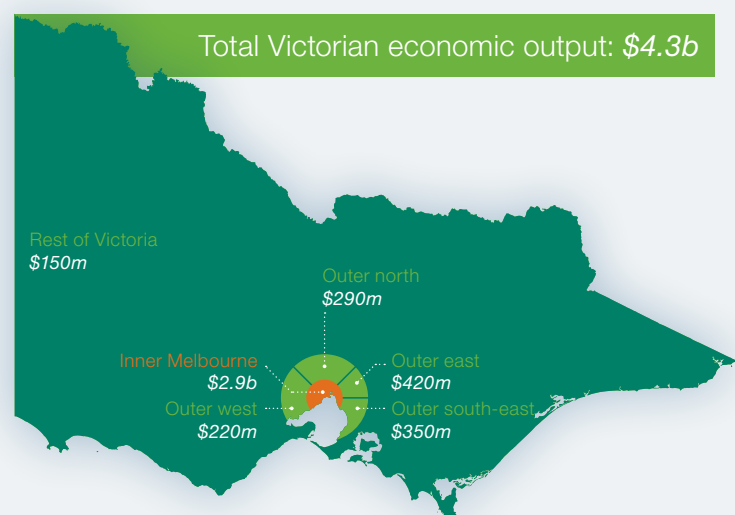 Total Victorian economic output: $4.3b
Rest of Victoria
$150m
Outer north
$290m
Inner Melbourne
$2.9b
Outer east
$420m
Outer west
$220m
Outer south-east
$350m